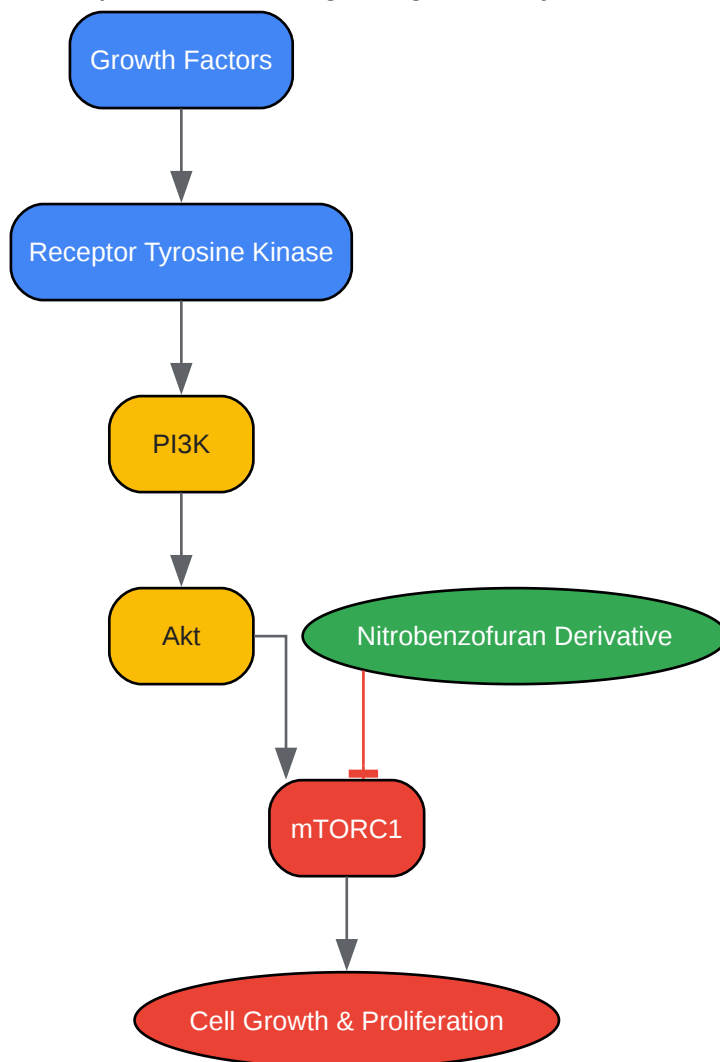 Growth Factors
Receptor Tyrosine Kinase
PI3K
Akt
Nitrobenzofuran Derivative
mTORC1
Cell Growth & Proliferation